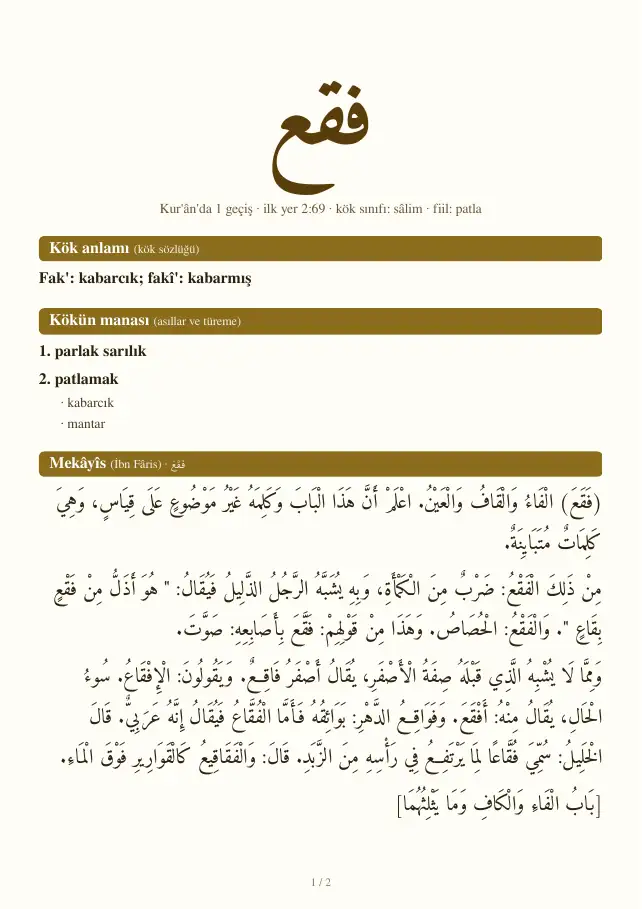 فقع
Kur'ân'da 1 geçiş · ilk yer 2:69 · kök sınıfı: sâlim · fiil: patla
Kök anlamı (kök sözlüğü)
Fak': kabarcık; fakî': kabarmış
Kökün manası (asıllar ve türeme)
1. parlak sarılık
2. patlamak
· kabarcık
· mantar
Mekâyîs (İbn Fâris) · فَقَعَ
(فَقَعَ) الْفَاءُ وَالْقَافُ وَالْعَيْنُ. اعْلَمْ أَنَّ هَذَا الْبَابَ وَكَلِمَهُ غَيْرُ مَوْضُوعٍ عَلَى قِيَاسٍ، وَهِيَ
كَلِمَاتٌ مُتَبَايِنَةٌ.
مِنْ ذَلِكَ الْفَقْعُ: ضَرْبٌ مِنَ الْكَمْأَةِ، وَبِهِ يُشَبَّهُ الرَّجُلُ الذَّلِيلُ فَيُقَالُ: " هُوَ أَذَلُّ مِنْ فَقْعٍ
بِقَاعٍ ". وَالْفَقْعُ: الْحُصَاصُ. وَهَذَا مِنْ قَوْلِهِمْ: فَقَّعَ بِأَصَابِعِهِ: صَوَّتَ.
وَمِمَّا لَا يُشْبِهُ الَّذِي قَبْلَهُ صِفَةُ الْأَصْفَرِ، يُقَالُ أَصْفَرُ فَاقِعٌ. وَيَقُولُونَ: الْإِفْقَاعُ. سُوءُ
الْحَالِ، يُقَالُ مِنْهُ: أَفْقَعَ. وَفَوَاقِعُ الدَّهْرِ: بَوَائِقُهُ فَأَمَّا الْفُقَّاعُ فَيُقَالُ إِنَّهُ عَرَبِيٌّ. قَالَ
الْخَلِيلُ: سُمِّيَ فُقَّاعًا لِمَا يَرْتَفِعُ فِي رَأْسِهِ مِنَ الزَّبَدِ. قَالَ: وَالْفَقَاقِيعُ كَالْقَوَارِيرِ فَوْقَ الْمَاءِ.
[بَابُ الْفَاءِ وَالْكَافِ وَمَا يَثْلِثُهُمَا]
1 / 2